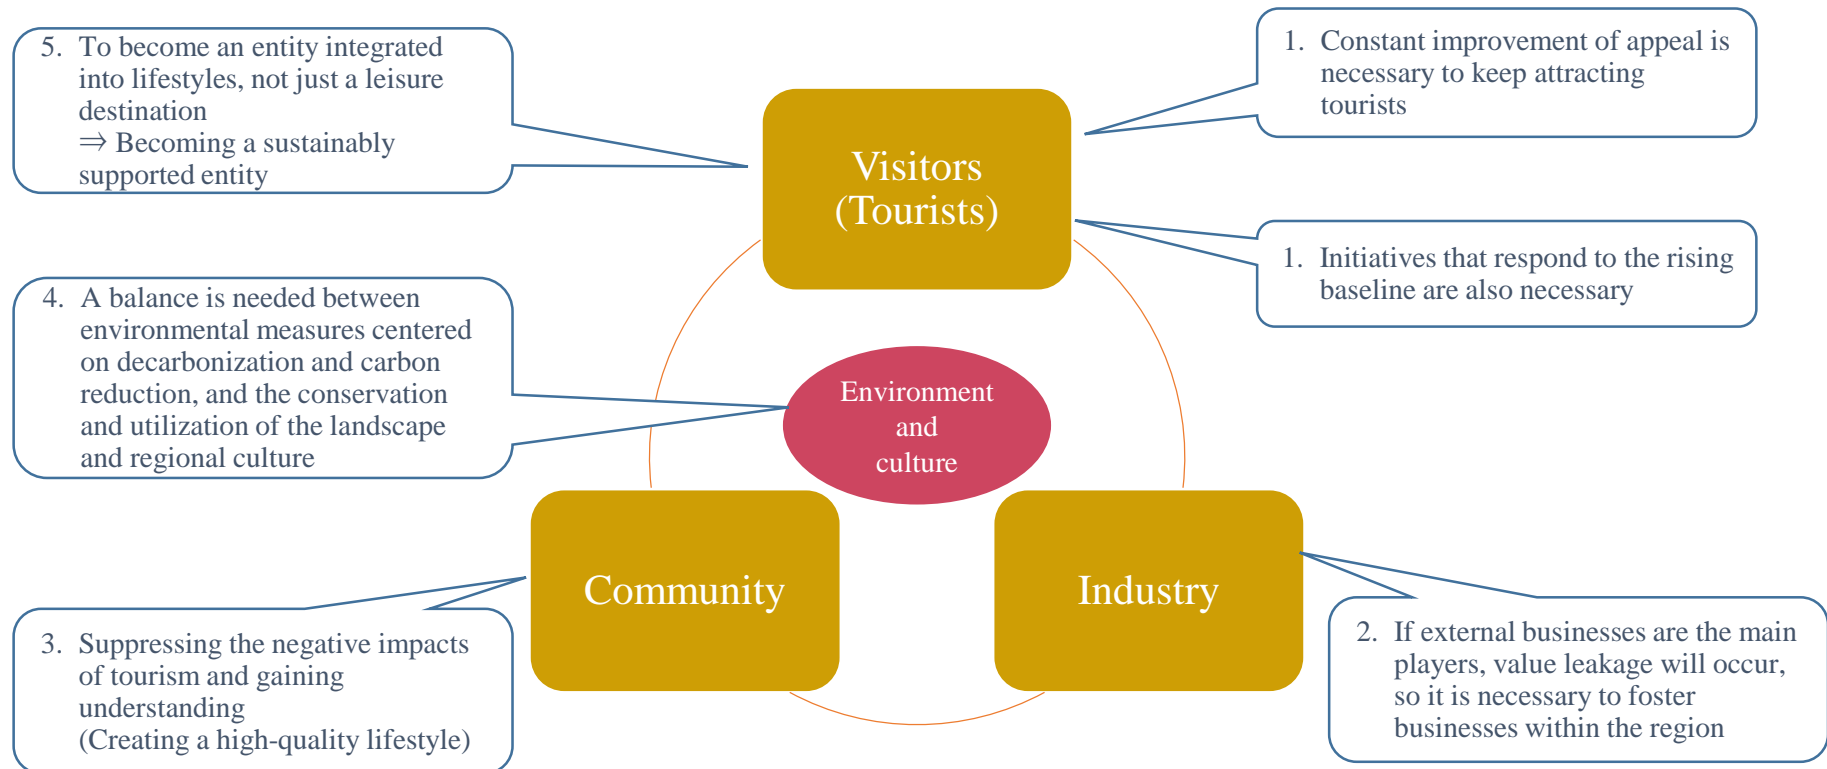 5. To become an entity integrated
into lifestyles, not just a leisure
destination
⇒ Becoming a sustainably
supported entity
1. Constant improvement of appeal is
necessary to keep attracting
tourists
Visitors
(Tourists)
1. Initiatives that respond to the rising
baseline are also necessary
4. A balance is needed between
environmental measures centered
on decarbonization and carbon
reduction, and the conservation
and utilization of the landscape
and regional culture
Environment
and
culture
Community
Industry
3. Suppressing the negative impacts
of tourism and gaining
understanding
(Creating a high-quality lifestyle)
2. If external businesses are the main
players, value leakage will occur,
so it is necessary to foster
businesses within the region